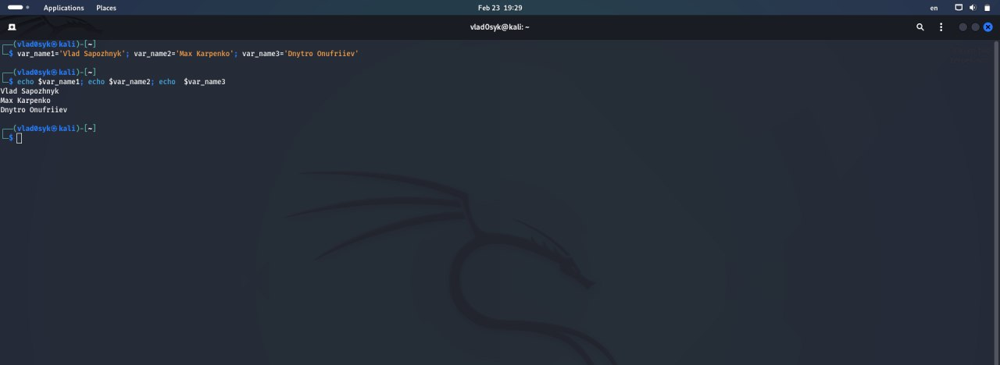 Applications Places Feb 23 19:29 en
vlad0syk@kali: ~
┌──(vlad0syk㉿kali)-[~]
└─$ var_name1='Vlad Sapozhnyk'; var_name2='Max Karpenko'; var_name3='Dnytro Onufriiev'
┌──(vlad0syk㉿kali)-[~]
└─$ echo $var_name1; echo $var_name2; echo  $var_name3
Vlad Sapozhnyk
Max Karpenko
Dnytro Onufriiev
┌──(vlad0syk㉿kali)-[~]
└─$